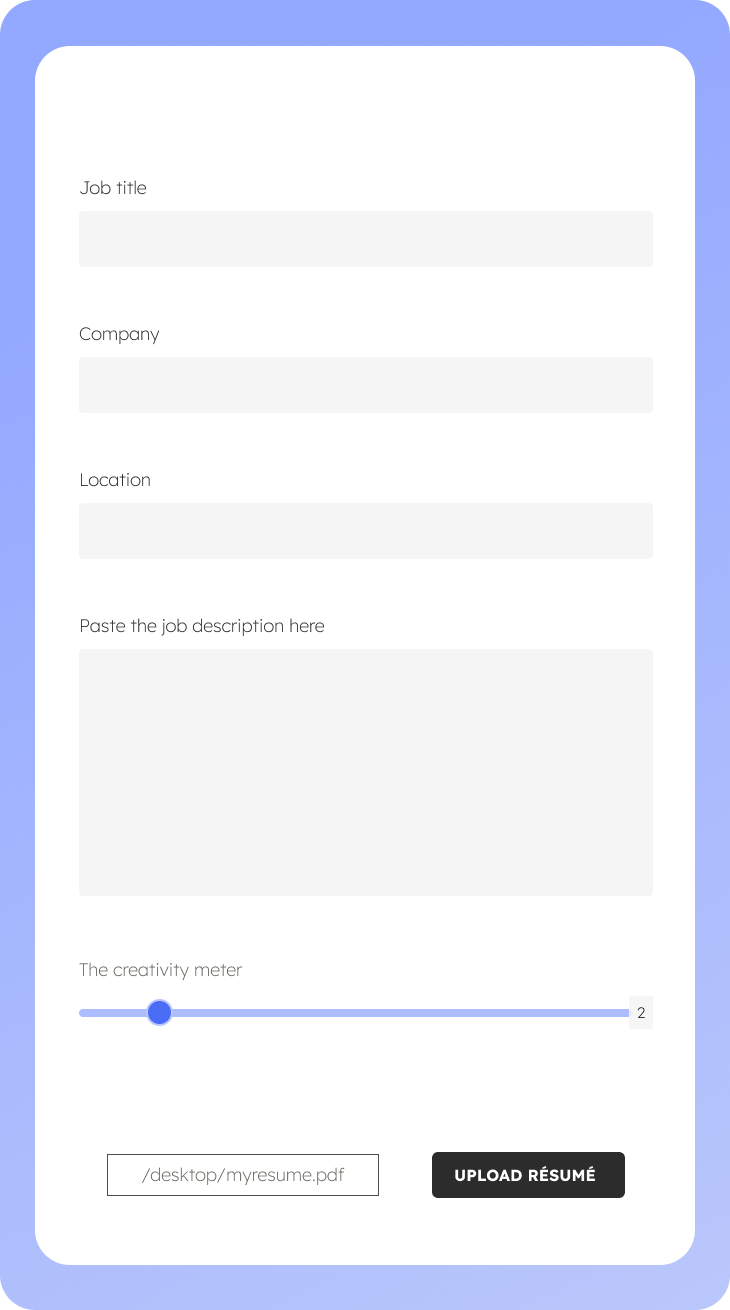 Job title
Company
Location
Paste the job description here
The creativity meter
2
/desktop/myresume.pdf
UPLOAD RÉSUMÉ